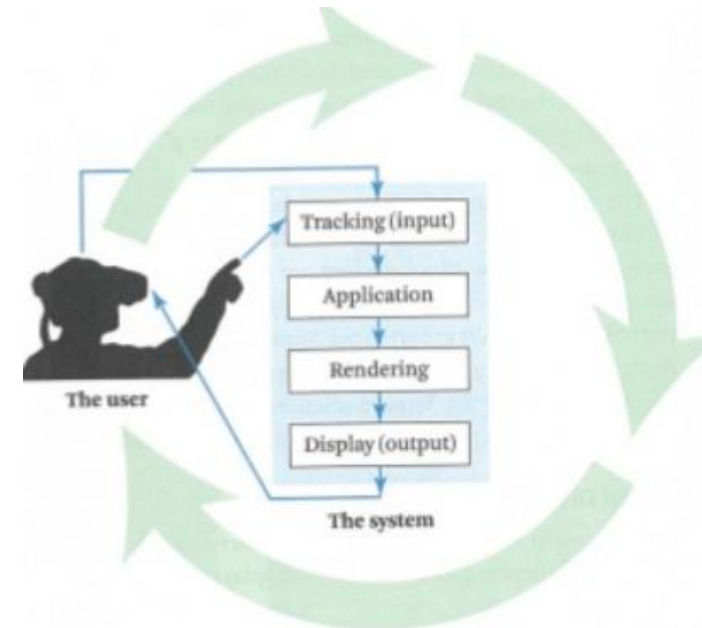 Tracking (input)
Application
Rendering
The user
Display (output)
The system